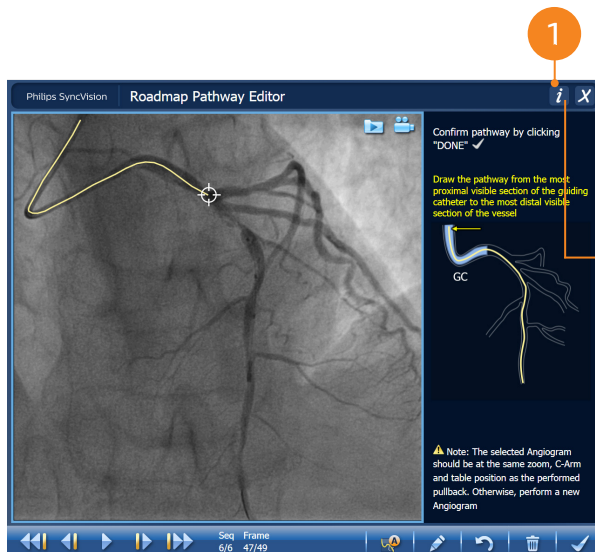 1
Philips SyncVision
Roadmap Pathway Editor
i X
Confirm pathway by clicking
"DONE"
Draw the pathway from the most
proximal visible section of the guiding
catheter to the most distal visible
section of the vessel
GC
Note: The selected Angiogram
should be at the same zoom, C-Arm
and table position as the performed
pullback. Otherwise, perform a new
Angiogram
Seq Frame
6/6 47/49
A